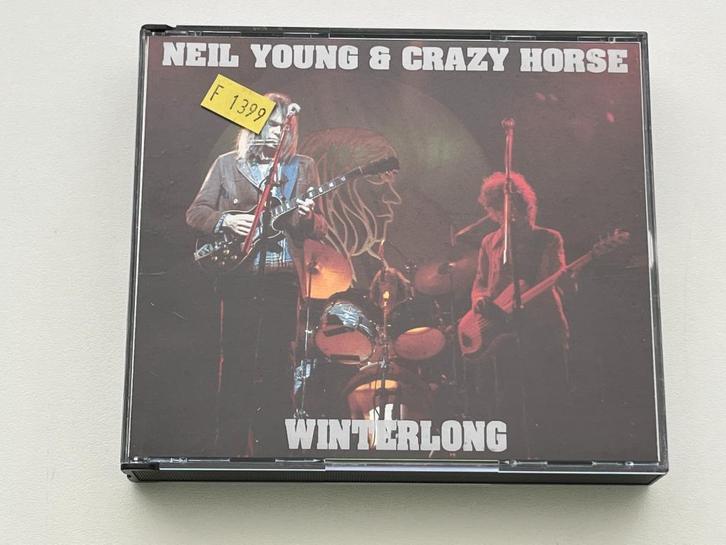 NEIL YOUNG & CRAZY HORSE
F 1399
WINTERLONG